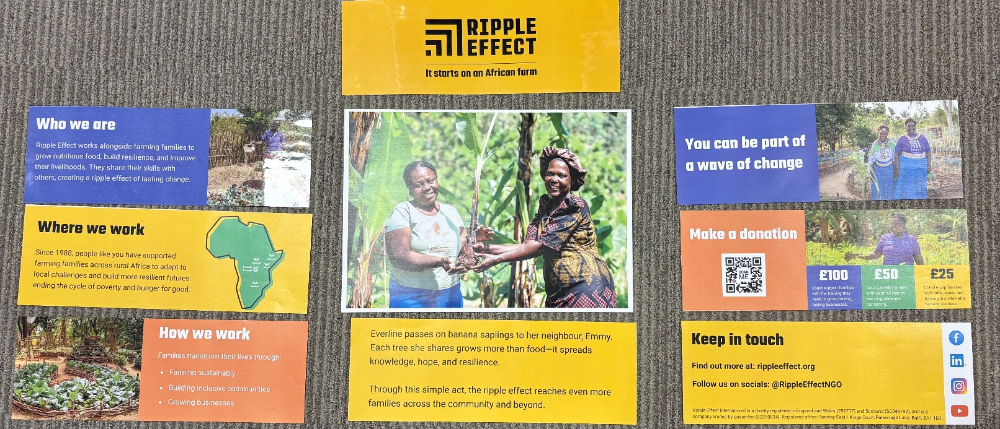 RIPPLE
EFFECT
It starts on an African farm
Who we are
Ripple Effect works alongside farming families to
grow nutritious food, build resilience, and improve
their livelihoods. They share their skills with
others, creating a ripple effect of lasting change.
Where we work
Since 1988, people like you have supported
farming families across rural Africa to adapt to
local challenges and build more resilient futures
ending the cycle of poverty and hunger for good.
How we work
Families transform their lives through:
• Farming sustainably
• Building inclusive communities
• Growing businesses
Everline passes on banana saplings to her neighbour, Emmy.
Each tree she shares grows more than food—it spreads
knowledge, hope, and resilience.
Through this simple act, the ripple effect reaches even more
families across the community and beyond.
You can be part of
a wave of change
Make a donation
SCAN
ME
£100
Could support families
with the training they
need to grow thriving,
lasting businesses.
£50
Could provide families
with water all year by
teaching rainwater
harvesting.
£25
Could equip families
with tools, seeds and
training in sustainable
farming practices.
Keep in touch
Find out more at: rippleeffect.org
Follow us on socials: @RippleEffectNGO
Ripple Effect International is a charity registered in England and Wales (299717) and Scotland (SC049792), and is a
company limited by guarantee (02290024). Registered office: Runway East / Kings Court, Parsonage Lane, Bath, BA1 1ER.